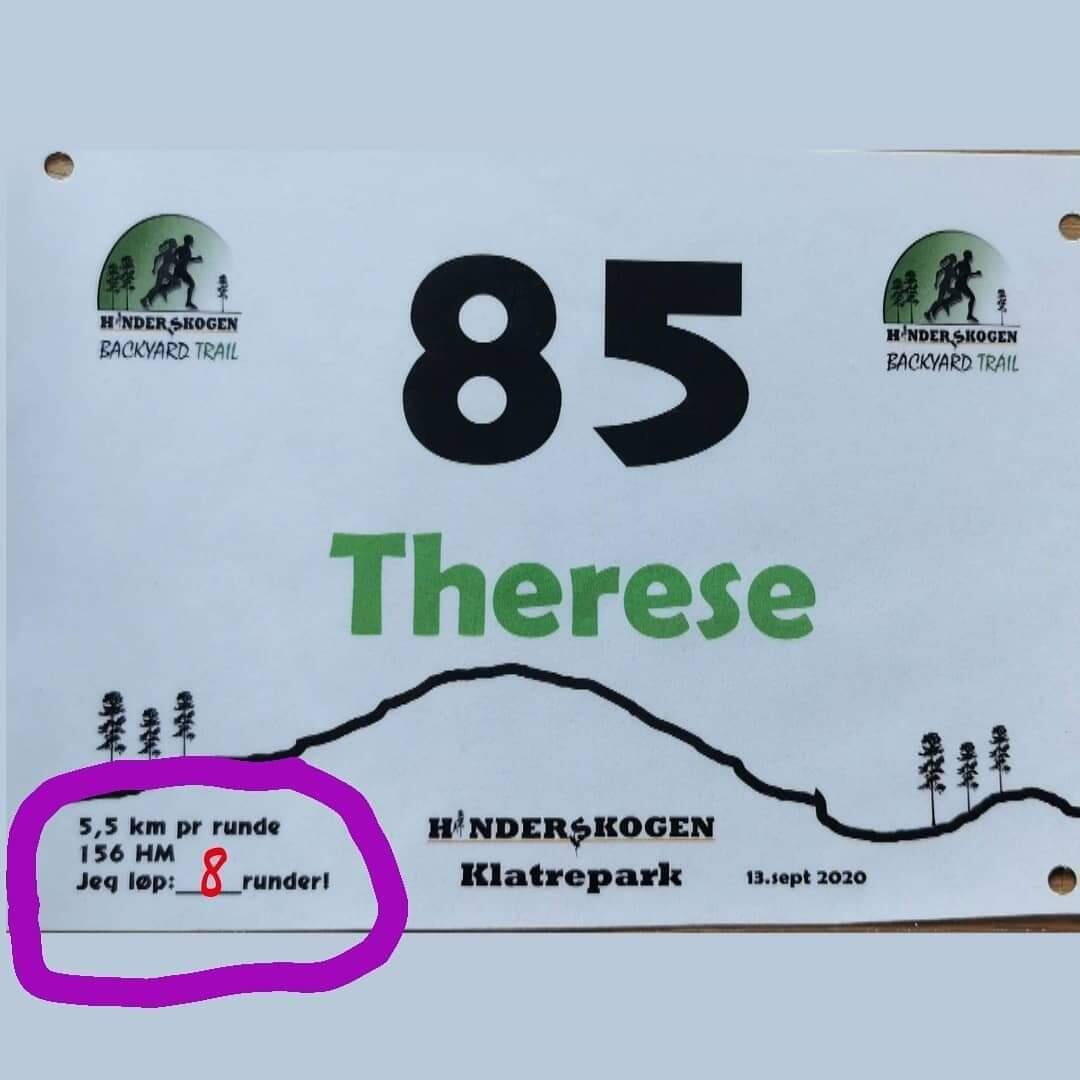 85
HINDERSKOGEN
BACKYARD TRAIL
HINDERSKOGEN
BACKYARD TRAIL
Therese
5,5 km pr runde
156 HM
Jeg løp: 8 runder!
HINDERSKOGEN
Klatrepark
13.sept 2020